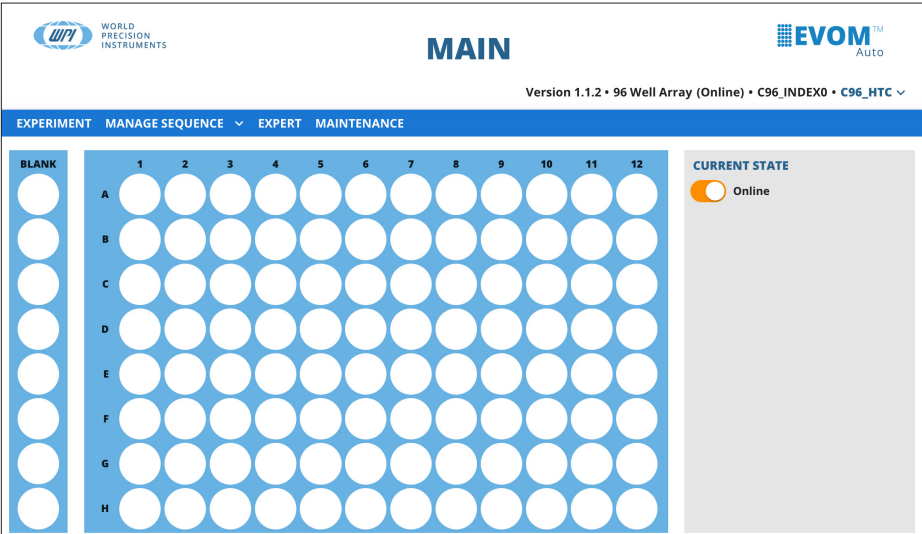 WPI
WORLD
PRECISION
INSTRUMENTS
MAIN
EVOM™
Auto
Version 1.1.2 • 96 Well Array (Online) • C96_INDEX0 • C96_HTC
EXPERIMENT MANAGE SEQUENCE EXPERT MAINTENANCE
BLANK 1 2 3 4 5 6 7 8 9 10 11 12
A
B
C
D
E
F
G
H
CURRENT STATE
Online